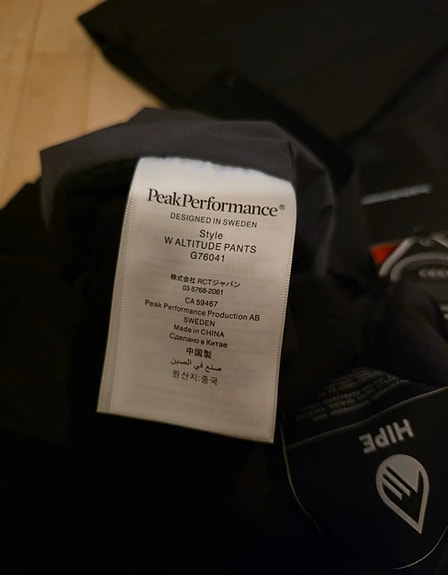 PeakPerformance®
DESIGNED IN SWEDEN
Style
W ALTITUDE PANTS
G76041
株式会社 RCTジャパン
03-5768-2061
CA 59467
Peak Performance Production AB
SWEDEN
Made in CHINA
Сделано в Китае
中国製
صنع في الصين
원산지:중국
HIPE